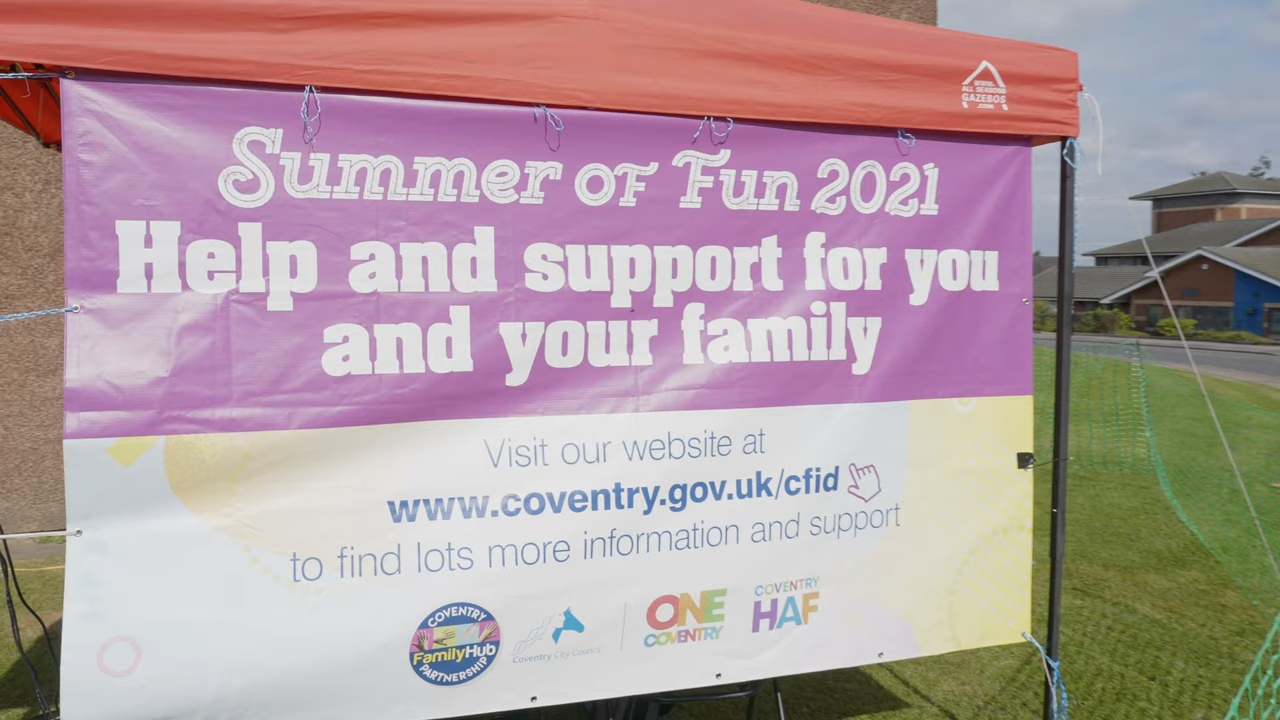 WWW.
ALL SEASONS
GAZEBOS
.COM
Summer of Fun 2021
Help and support for you
and your family
Visit our website at
www.coventry.gov.uk/cfid
to find lots more information and support
COVENTRY
FamilyHub
PARTNERSHIP
Coventry City Council
ONE
COVENTRY
COVENTRY
HAF